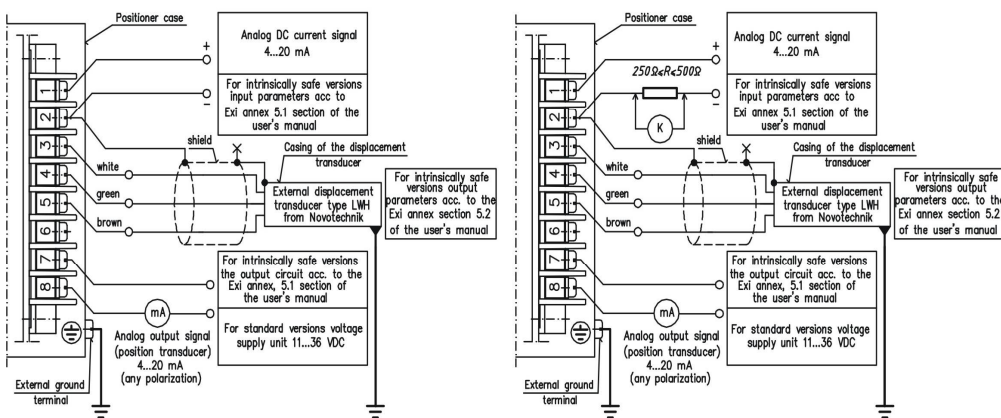 Positioner case
1
2
3
4
5
6
7
8
+
−
Analog DC current signal
4...20 mA
For intrinsically safe versions
input parameters acc to
Exi annex 5.1 section of the
user's manual
shield
Casing of the displacement
transducer
white
green
brown
External displacement
transducer type LWH
from Novotechnik
For intrinsically safe
versions output
parameters acc. to the
Exi annex section 5.2
of the user's manual
For intrinsically safe versions
the output circuit acc. to the
Exi annex, 5.1 section of
the user's manual
For standard versions voltage
supply unit 11...36 VDC
mA
Analog output signal
(position transducer)
4...20 mA
(any polarization)
External ground
terminal
Positioner case
1
2
3
4
5
6
7
8
+
−
250Ω≤R≤500Ω
K
Analog DC current signal
4...20 mA
For intrinsically safe versions
input parameters acc to
Exi annex 5.1 section of the
user's manual
shield
Casing of the displacement
transducer
white
green
brown
External displacement
transducer type LWH
from Novotechnik
For intrinsically safe
versions output
parameters acc. to the
Exi annex section 5.2
of the user's manual
For intrinsically safe versions
the output circuit acc. to the
Exi annex, 5.1 section of
the user's manual
For standard versions voltage
supply unit 11...36 VDC
mA
Analog output signal
(position transducer)
4...20 mA
(any polarization)
External ground
terminal